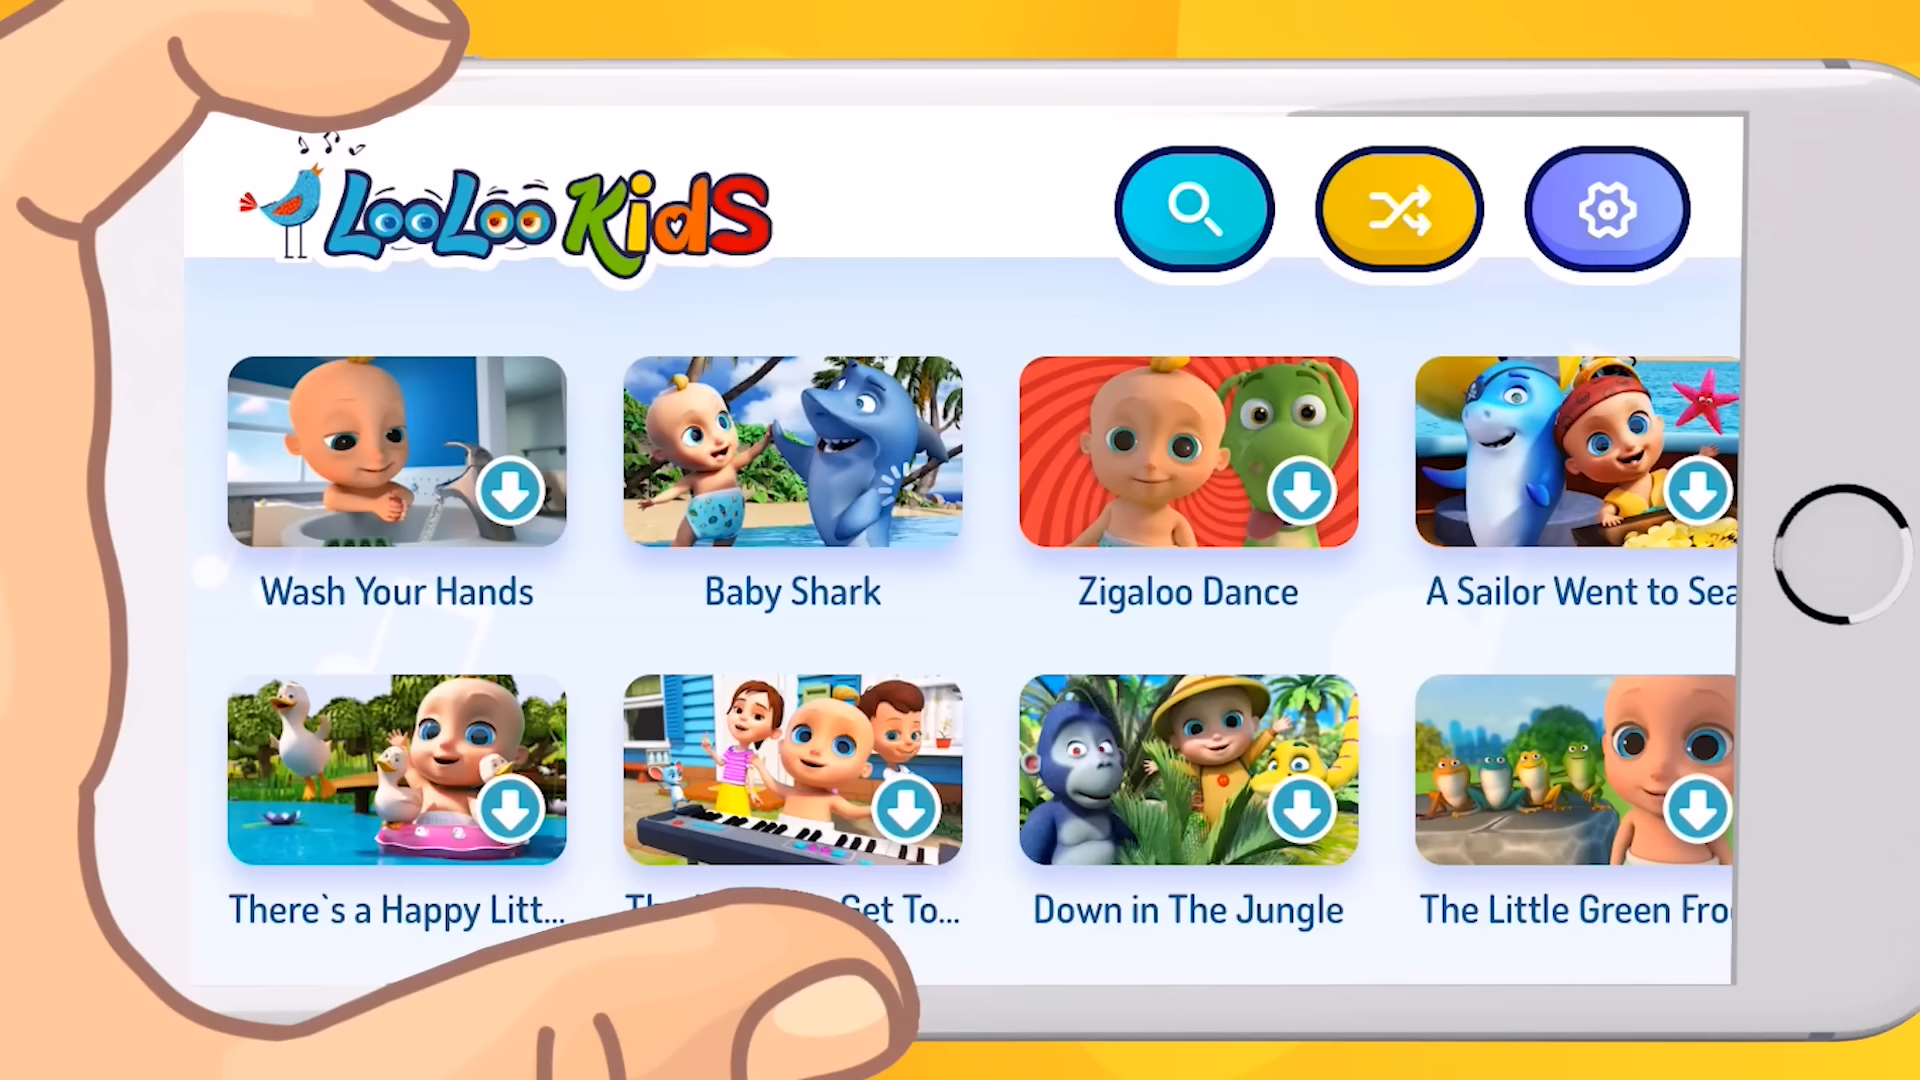 LooLoo Kids
Wash Your Hands
Baby Shark
Zigaloo Dance
A Sailor Went to Sea
There`s a Happy Litt...
Get To...
Down in The Jungle
The Little Green Fro